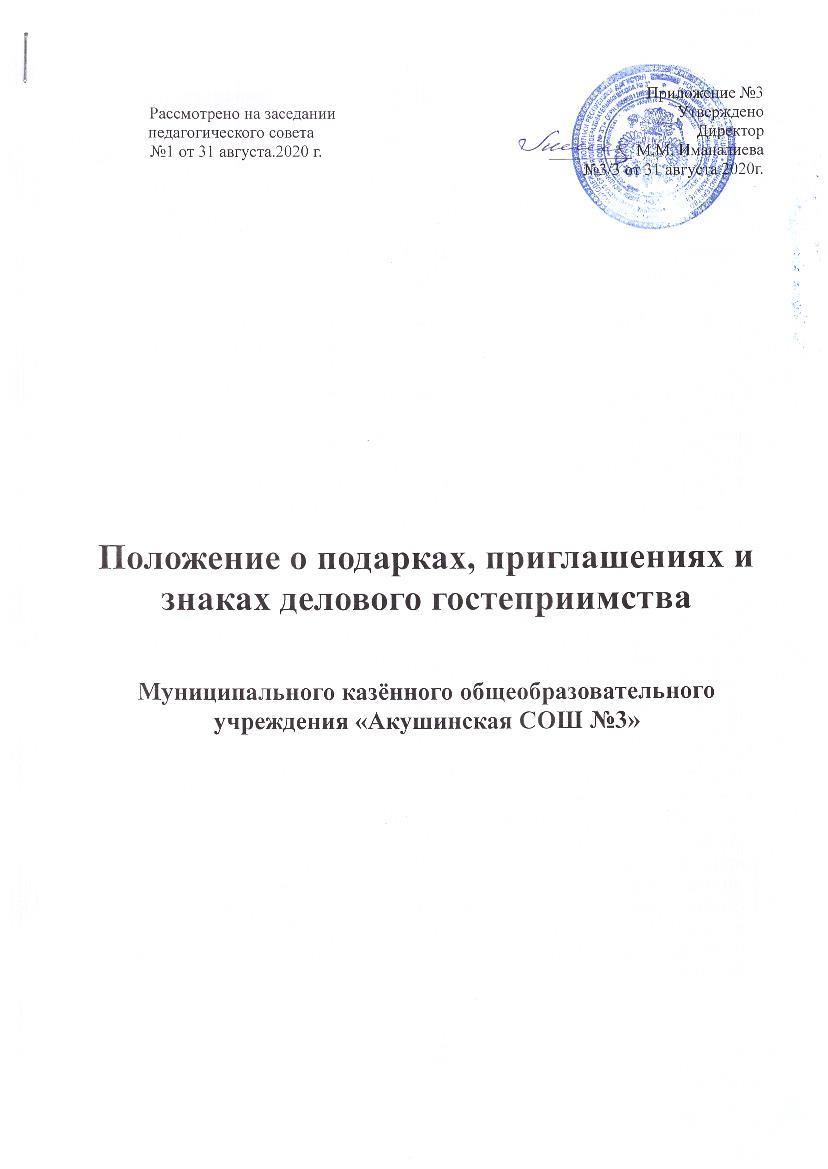 Рассмотрено на заседании
педагогического совета
№1 от 31 августа.2020 г.
Приложение №3
Утверждено
Директор
М.М. Иманалиева
№3/3 от 31 августа 2020г.
Положение о подарках, приглашениях и
знаках делового гостеприимства
Муниципального казённого общеобразовательного
учреждения «Акушинская СОШ №3»